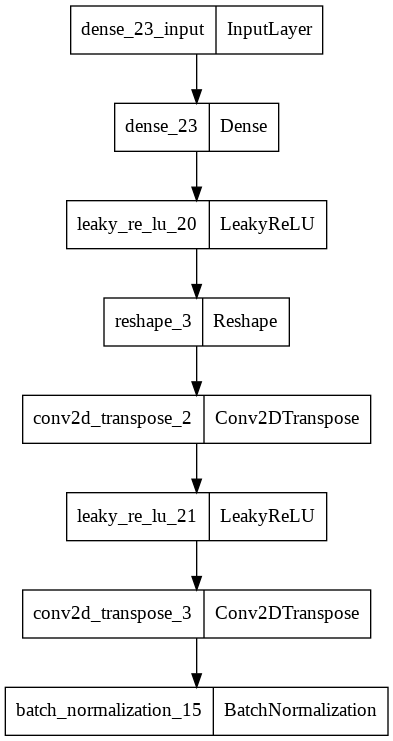 dense_23_input InputLayer
dense_23 Dense
leaky_re_lu_20 LeakyReLU
reshape_3 Reshape
conv2d_transpose_2 Conv2DTranspose
leaky_re_lu_21 LeakyReLU
conv2d_transpose_3 Conv2DTranspose
batch_normalization_15 BatchNormalization